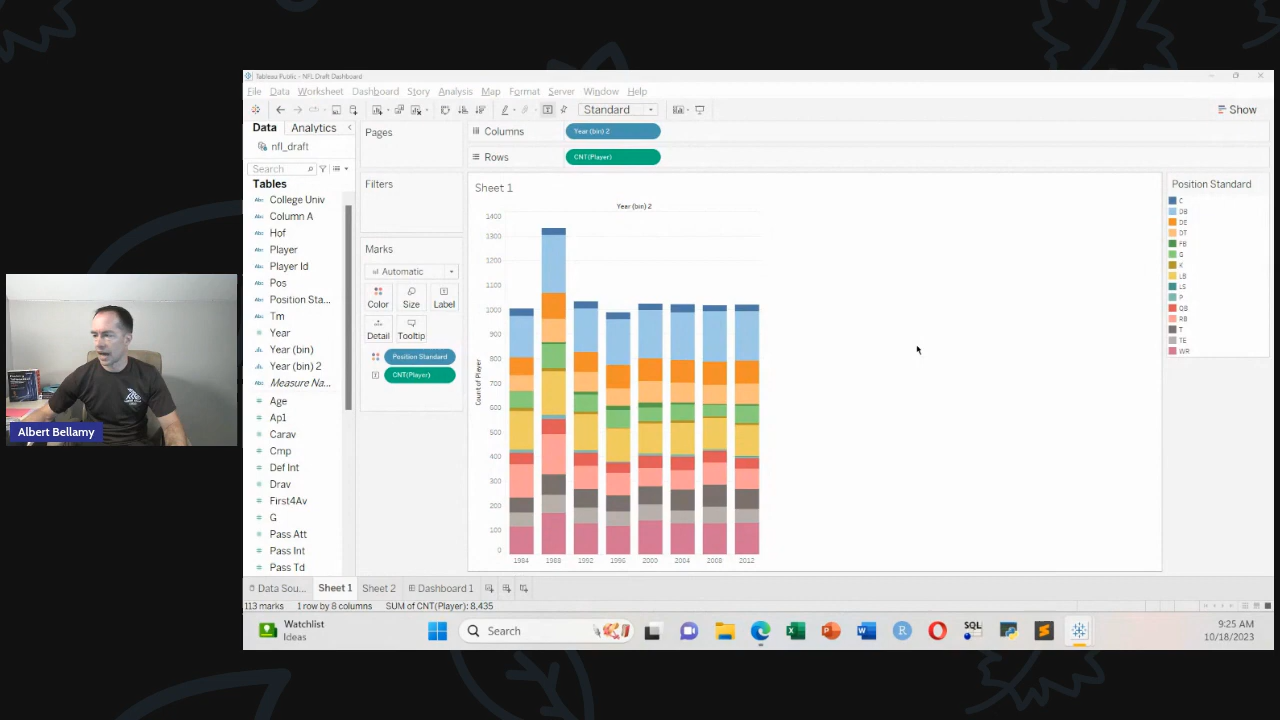 Tableau Public - NFL Draft Dashboard
File Data Worksheet Dashboard Story Analysis Map Format Server Window Help
Standard
Show
Data Analytics
nfl_draft
Search
Tables
College Univ
Column A
Hof
Player
Player Id
Pos
Position Sta...
Tm
Year
Year (bin)
Year (bin) 2
Measure Na...
Age
Ap1
Carav
Cmp
Def Int
Drav
First4Av
G
Pass Att
Pass Int
Pass Td
Pages
Filters
Marks
Automatic
Color Size Label
Detail Tooltip
Position Standard
CNT(Player)
Columns Year (bin) 2
Rows CNT(Player)
Sheet 1
Year (bin) 2
1400
1300
1200
1100
1000
900
800
700
600
500
400
300
200
100
0
Count of Player
1984 1988 1992 1996 2000 2004 2008 2012
Position Standard
C
DB
DE
DT
FB
G
K
LB
LS
P
QB
RB
T
TE
WR
Data Sou... Sheet 1 Sheet 2 Dashboard 1
113 marks 1 row by 8 columns SUM of CNT(Player): 8,435
Watchlist
Ideas
Search
SQL
9:25 AM
10/18/2023
Albert Bellamy